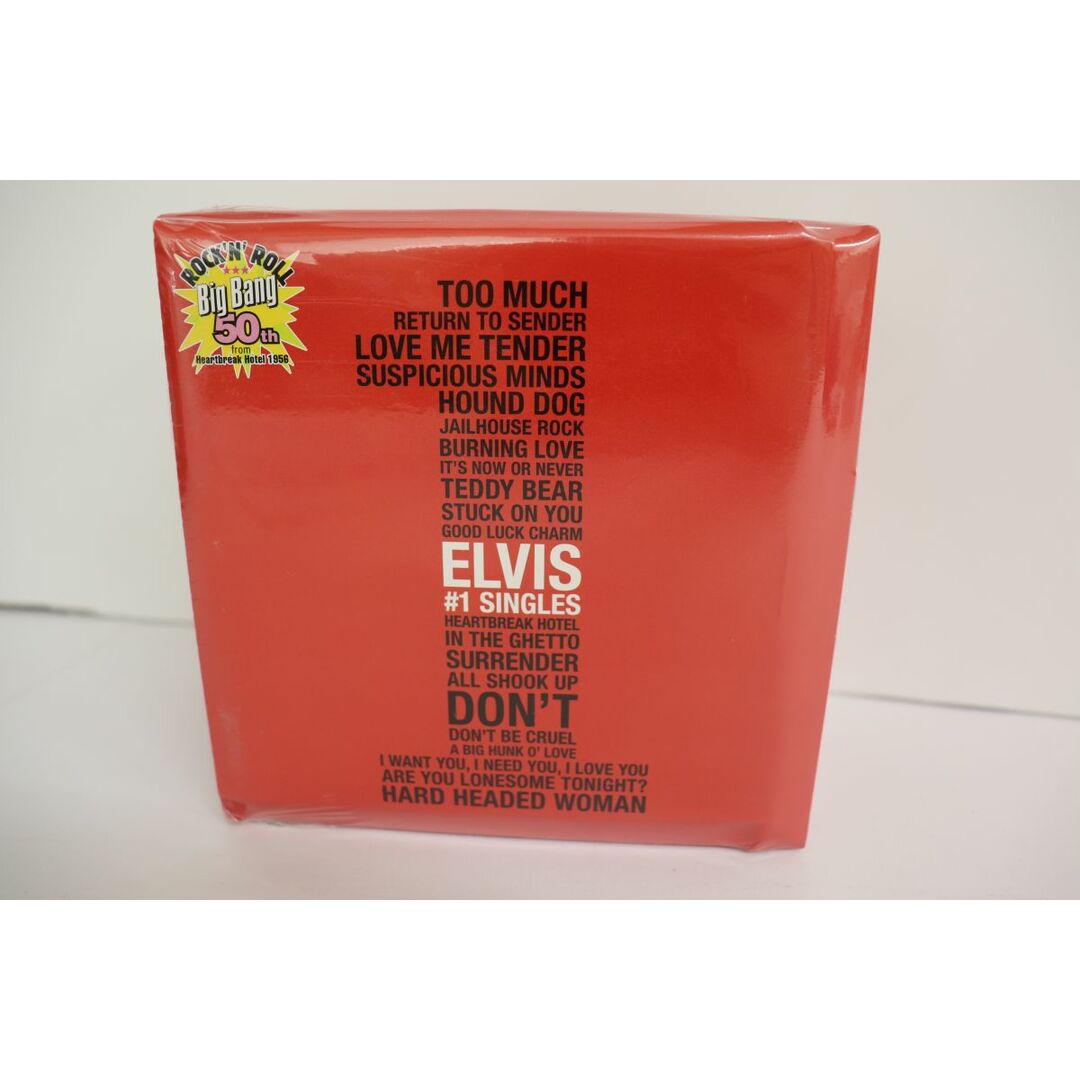 ROCK'N' ROLL
Big Bang
50th
from
Heartbreak Hotel 1956
TOO MUCH
RETURN TO SENDER
LOVE ME TENDER
SUSPICIOUS MINDS
HOUND DOG
JAILHOUSE ROCK
BURNING LOVE
IT'S NOW OR NEVER
TEDDY BEAR
STUCK ON YOU
GOOD LUCK CHARM
ELVIS
#1 SINGLES
HEARTBREAK HOTEL
IN THE GHETTO
SURRENDER
ALL SHOOK UP
DON'T
DON'T BE CRUEL
A BIG HUNK O' LOVE
I WANT YOU, I NEED YOU, I LOVE YOU
ARE YOU LONESOME TONIGHT?
HARD HEADED WOMAN